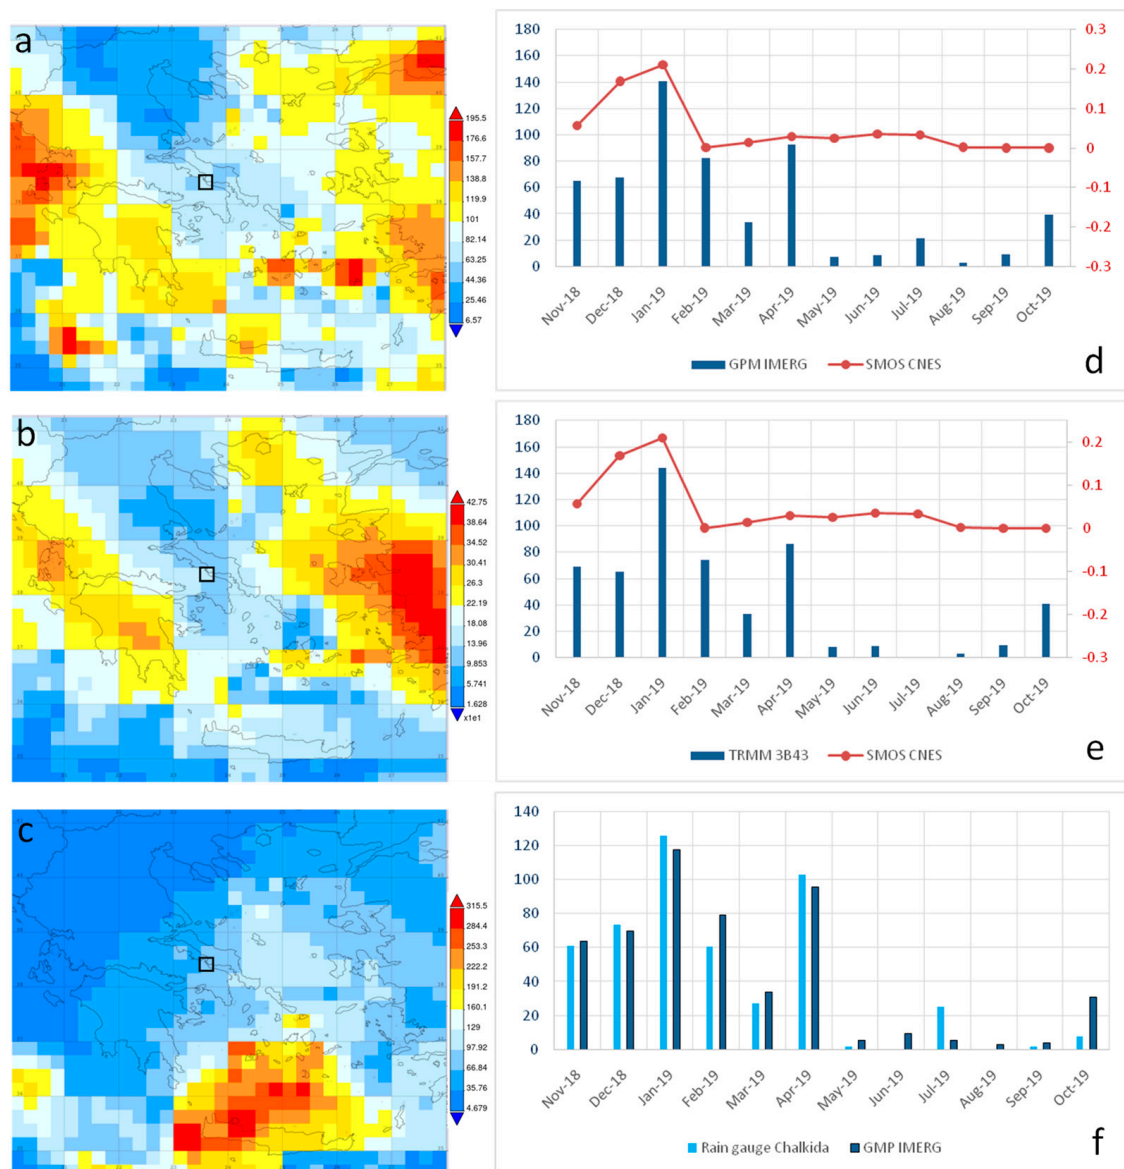 a
195.5
176.6
157.7
138.8
119.9
101
82.14
63.25
44.36
25.46
6.57
180
160
140
120
100
80
60
40
20
0
0.3
0.2
0.1
0
-0.1
-0.2
-0.3
Nov-18
Dec-18
Jan-19
Feb-19
Mar-19
Apr-19
May-19
Jun-19
Jul-19
Aug-19
Sep-19
Oct-19
GPM IMERG
SMOS CNES
d
b
42.75
38.64
34.52
30.41
26.3
22.19
18.08
13.96
9.853
5.741
1.628
x1e1
180
160
140
120
100
80
60
40
20
0
0.2
0.1
0
-0.1
-0.2
-0.3
Nov-18
Dec-18
Jan-19
Feb-19
Mar-19
Apr-19
May-19
Jun-19
Jul-19
Aug-19
Sep-19
Oct-19
TRMM 3B43
SMOS CNES
e
c
315.5
284.4
253.3
222.2
191.2
160.1
129
97.92
66.84
35.76
4.679
140
120
100
80
60
40
20
0
Nov-18
Dec-18
Jan-19
Feb-19
Mar-19
Apr-19
May-19
Jun-19
Jul-19
Aug-19
Sep-19
Oct-19
Rain gauge Chalkida
GMP IMERG
f